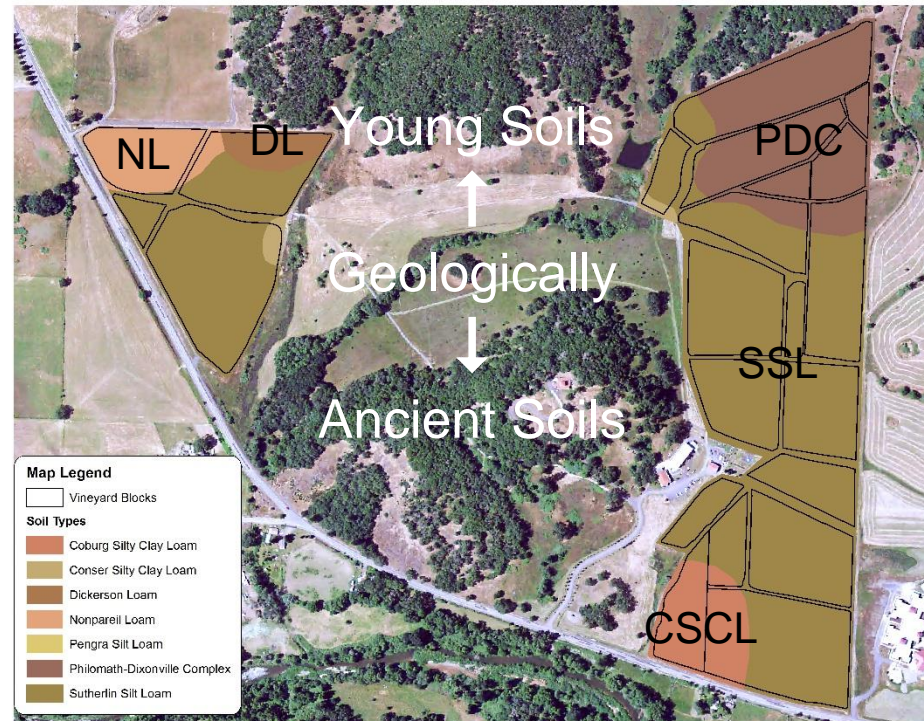 Young Soils
NL
DL
PDC
Geologically
SSL
Ancient Soils
CSCL
Map Legend
Vineyard Blocks
Soil Types
Coburg Silty Clay Loam
Conser Silty Clay Loam
Dickerson Loam
Nonpareil Loam
Pengra Silt Loam
Philomath-Dixonville Complex
Sutherlin Silt Loam